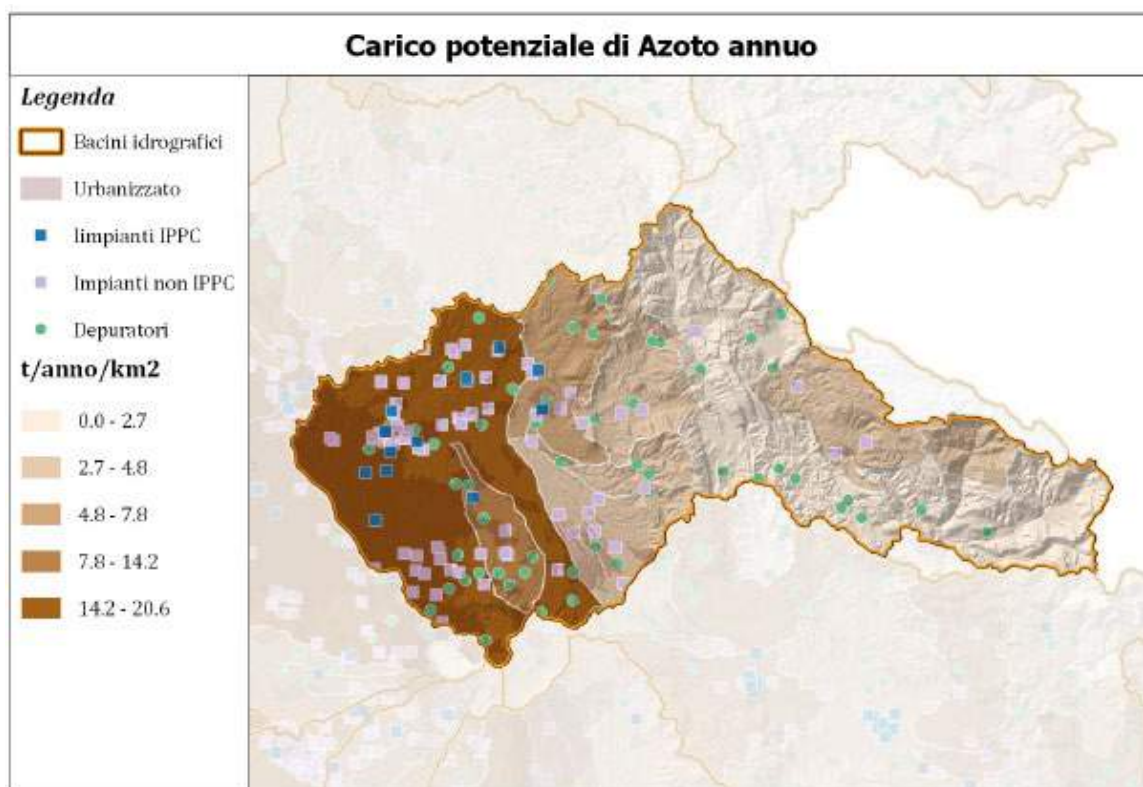 Carico potenziale di Azoto annuo
Legenda
Bacini idrografici
Urbanizzato
Iimpianti IPPC
Impianti non IPPC
Depuratori
t/anno/km2
0.0 - 2.7
2.7 - 4.8
4.8 - 7.8
7.8 - 14.2
14.2 - 20.6